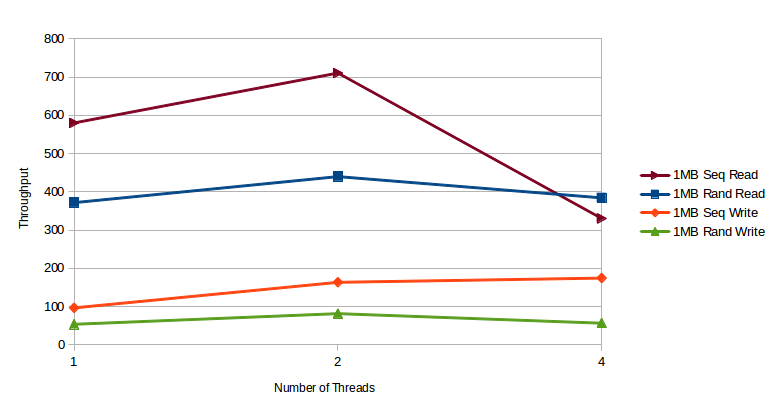 800
700
600
500
400
300
200
100
0
1
2
4
Throughput
Number of Threads
1MB Seq Read
1MB Rand Read
1MB Seq Write
1MB Rand Write